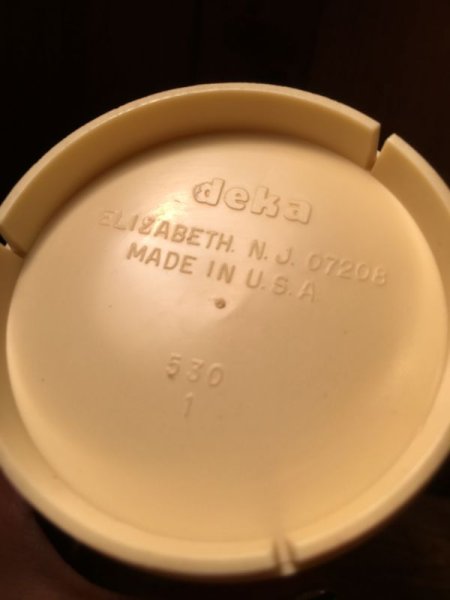 deka
ELIZABETH. N.J. 07208
MADE IN U.S.A
530
1